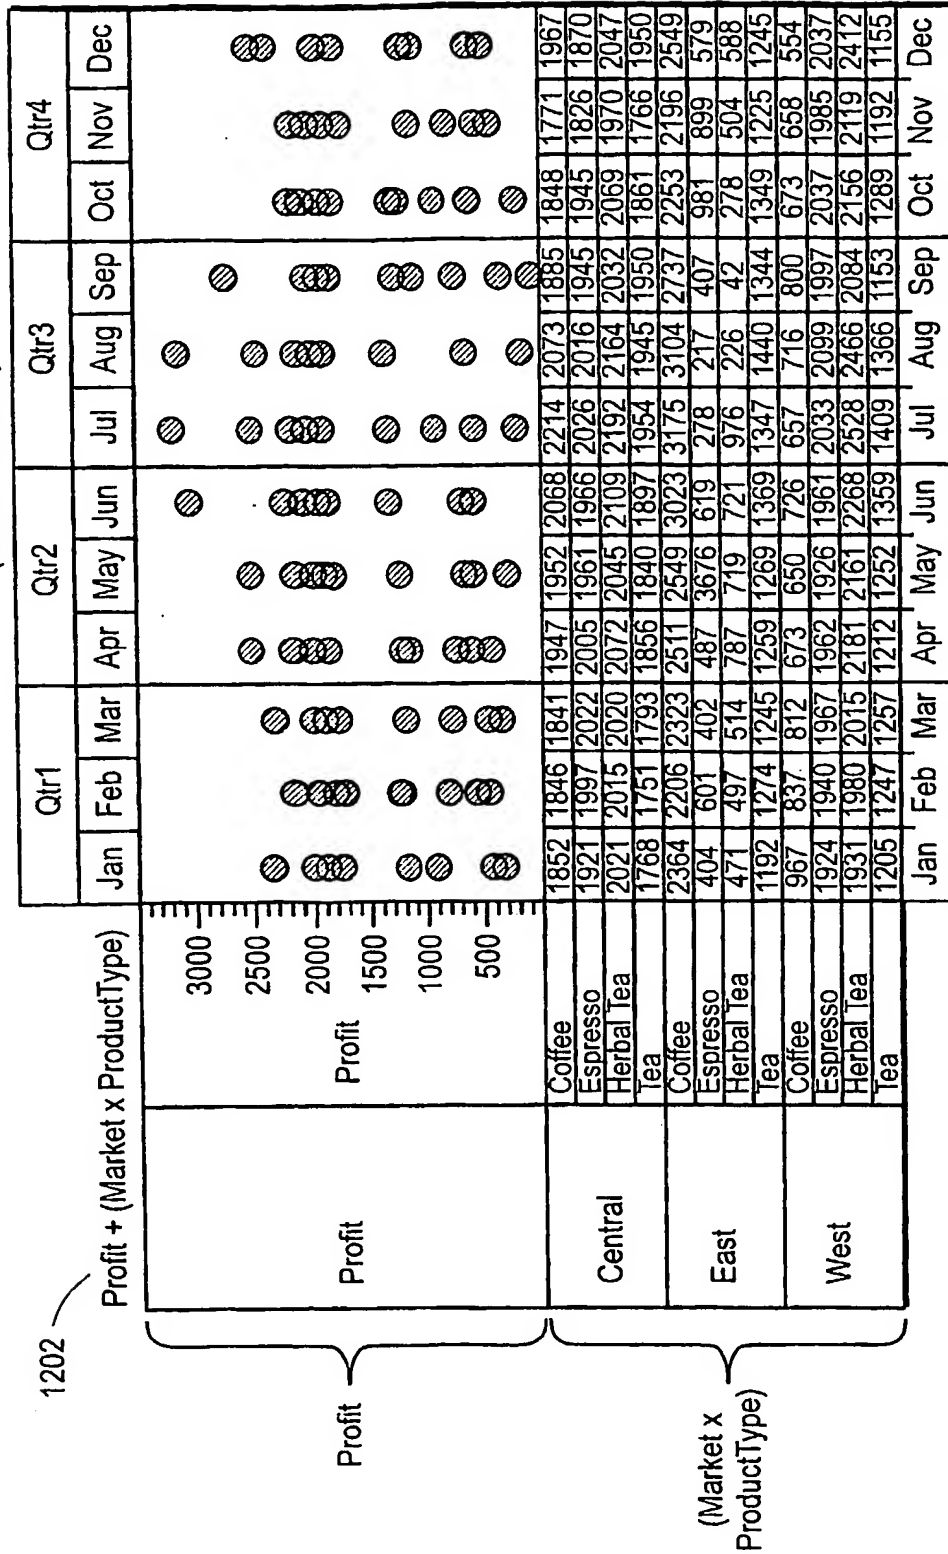 1202
Profit + (Market x ProductType)
Qtr1 Qtr2 Qtr3 Qtr4
Jan Feb Mar Apr May Jun Jul Aug Sep Oct Nov Dec
Profit
Profit
Profit
3000
2500
2000
1500
1000
500
(Market x
ProductType)
Central
Coffee 1852 1846 1841 1947 1952 2068 2214 2073 1885 1848 1771 1967
Espresso 1921 1997 2022 2005 1961 1966 2026 2016 1945 1945 1826 1870
Herbal Tea 2021 2015 2020 2072 2045 2109 2192 2164 2032 2069 1970 2047
Tea 1768 1751 1793 1856 1840 1897 1954 1945 1950 1861 1766 1950
East
Coffee 2364 2206 2323 2511 2549 3023 3175 3104 2737 2253 2196 2549
Espresso 404 601 402 487 3676 619 278 217 407 981 899 579
Herbal Tea 471 497 514 787 719 721 976 226 42 278 504 588
Tea 1192 1274 1245 1259 1269 1369 1347 1440 1344 1349 1225 1245
West
Coffee 967 837 812 673 650 726 657 716 800 673 658 554
Espresso 1924 1940 1967 1962 1926 1961 2033 2099 1997 2037 1985 2037
Herbal Tea 1931 1980 2015 2181 2161 2268 2528 2466 2084 2156 2119 2412
Tea 1205 1247 1257 1212 1252 1359 1409 1366 1153 1289 1192 1155
Jan Feb Mar Apr May Jun Jul Aug Sep Oct Nov Dec